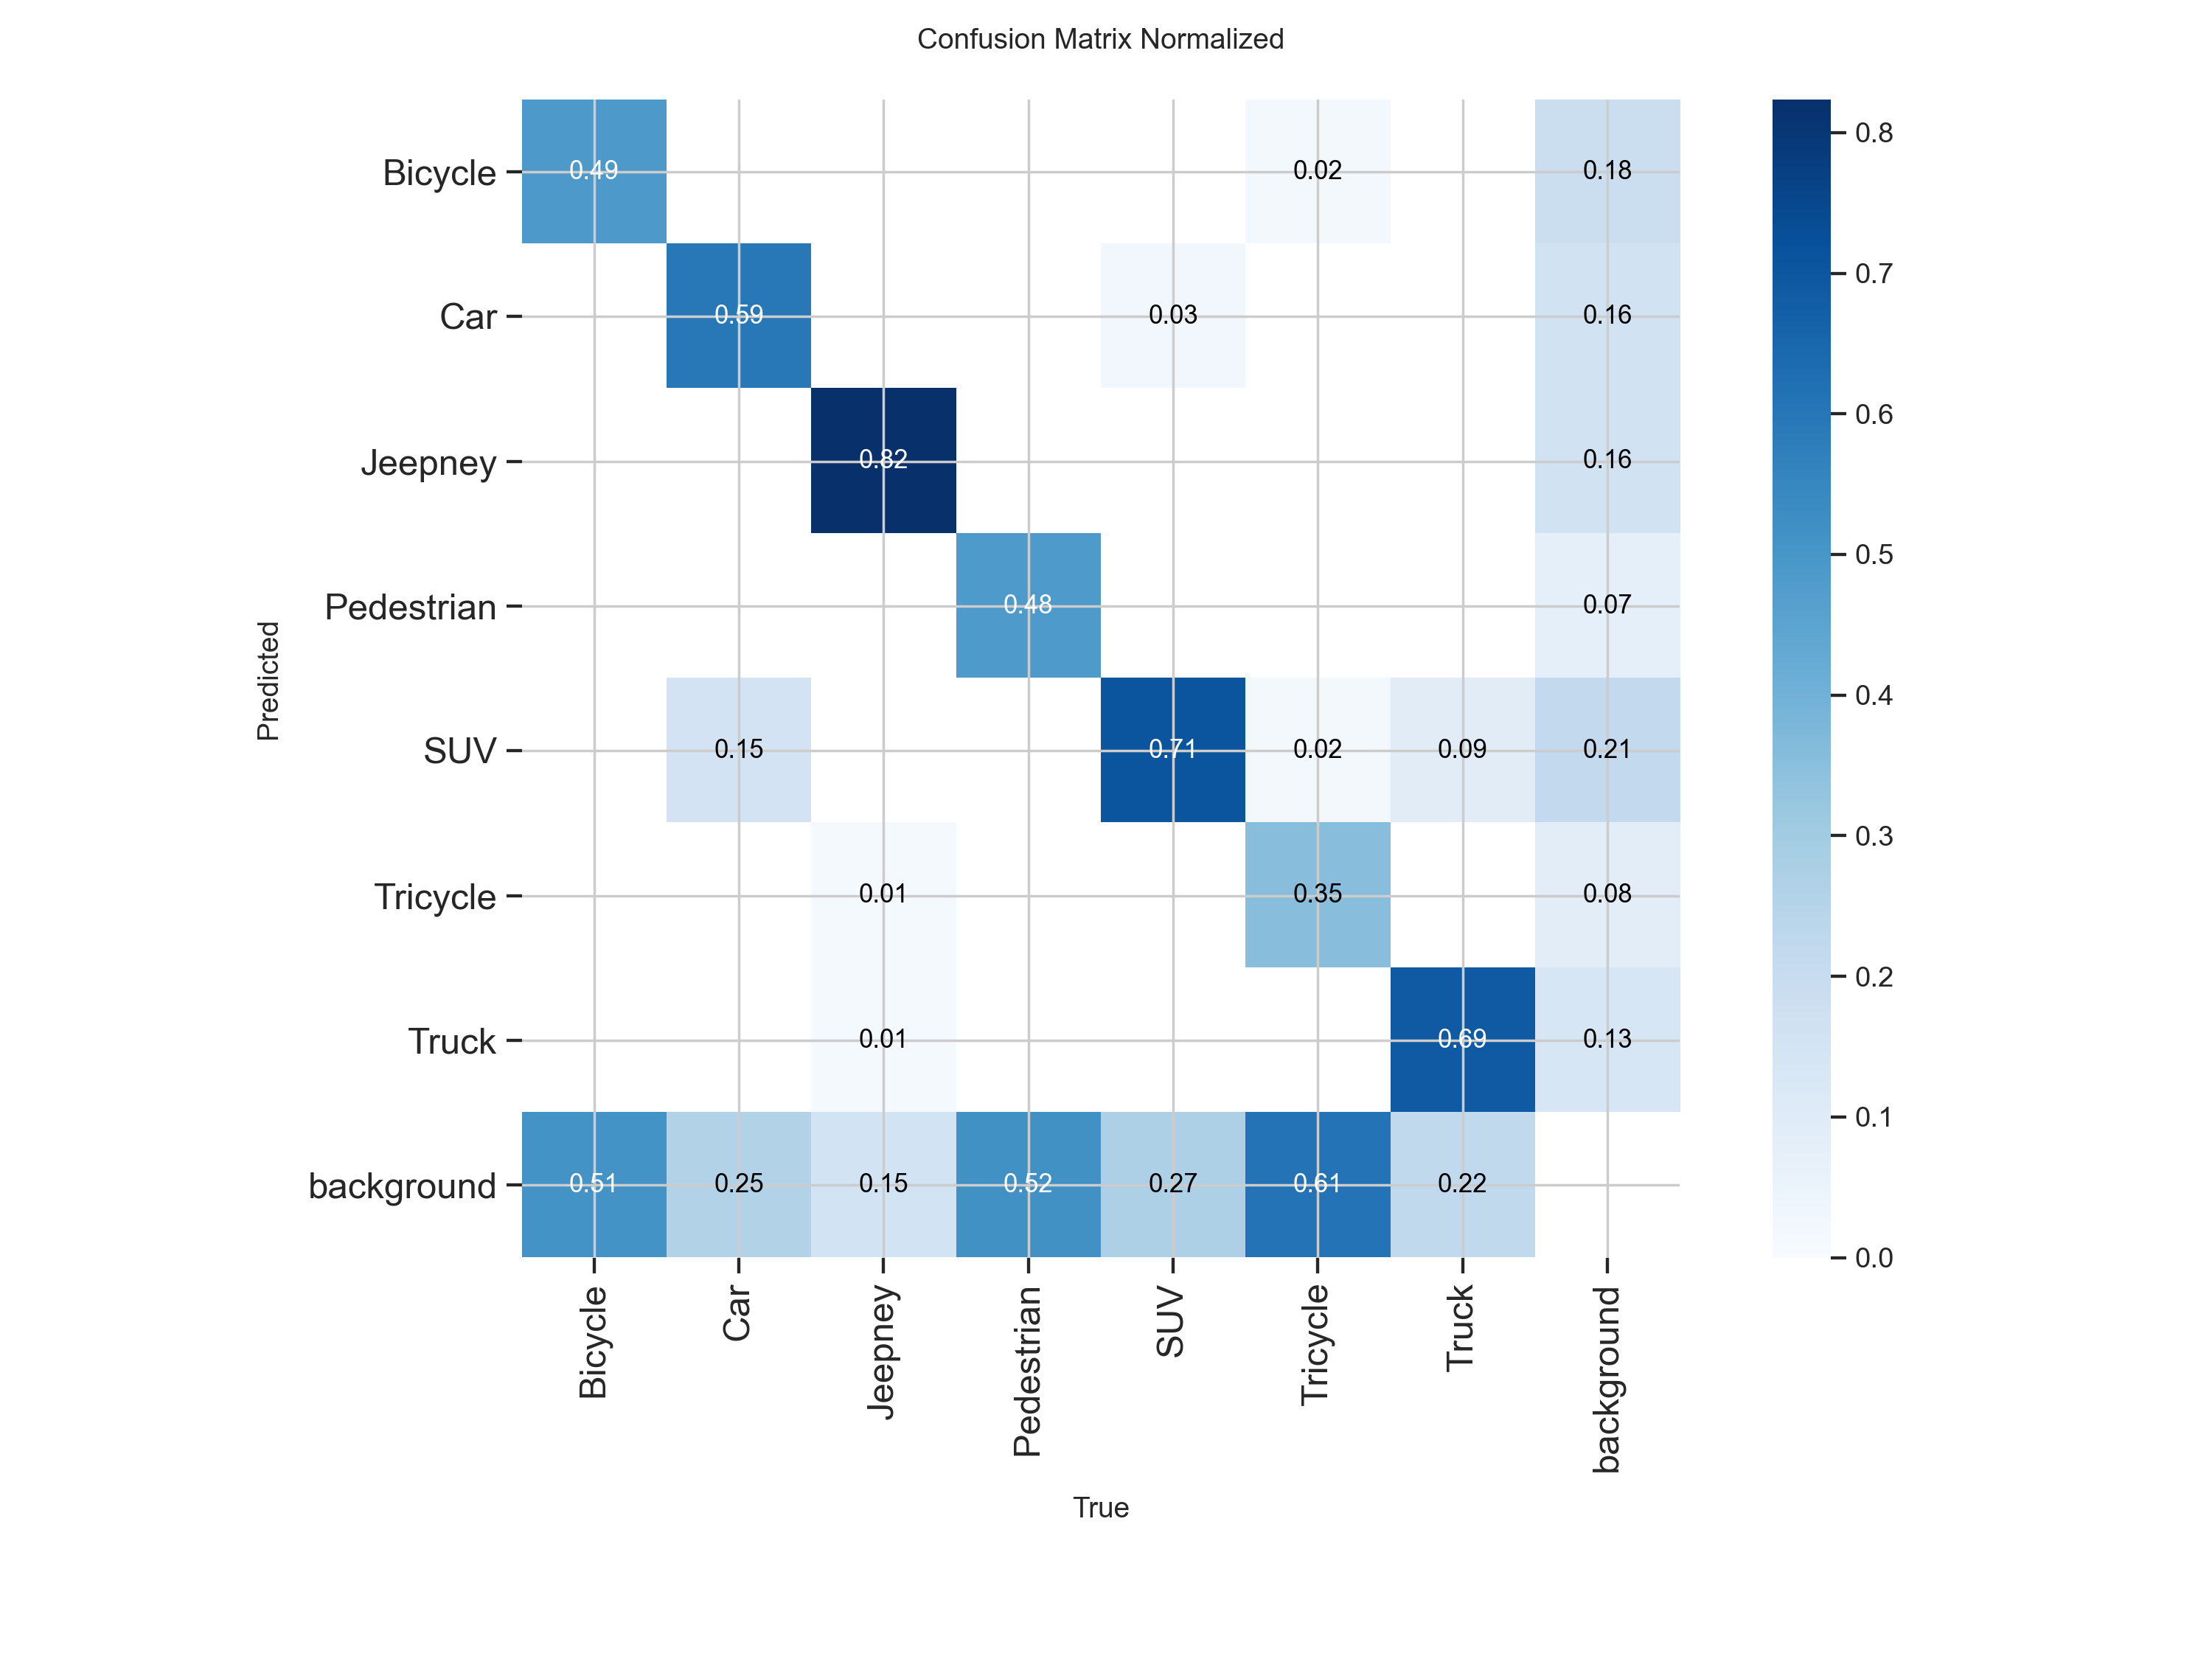 Confusion Matrix Normalized
Predicted
Bicycle 0.49 0.02 0.18
Car 0.59 0.03 0.16
Jeepney 0.82 0.16
Pedestrian 0.48 0.07
SUV 0.15 0.71 0.02 0.09 0.21
Tricycle 0.01 0.35 0.08
Truck 0.01 0.69 0.13
background 0.51 0.25 0.15 0.52 0.27 0.61 0.22
Bicycle Car Jeepney Pedestrian SUV Tricycle Truck background
True
0.8
0.7
0.6
0.5
0.4
0.3
0.2
0.1
0.0